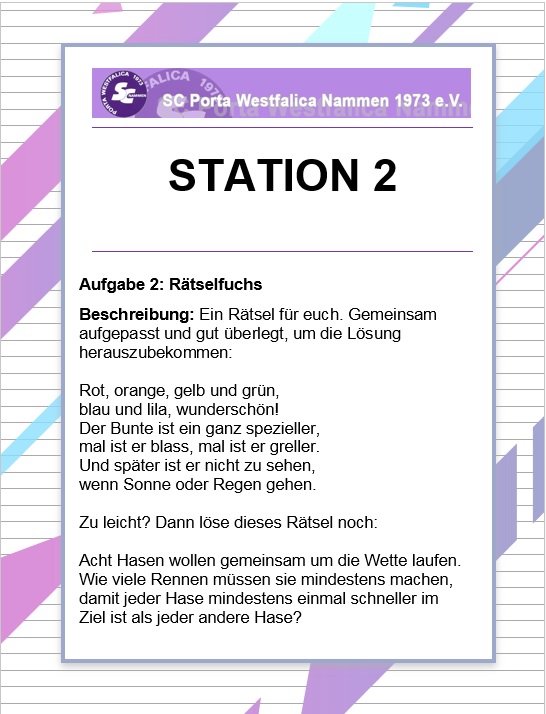 PORTA WESTFALICA 1973
SC
NAMMEN
SC Porta Westfalica Nammen 1973 e.V.
STATION 2
Aufgabe 2: Rätselfuchs
Beschreibung: Ein Rätsel für euch. Gemeinsam
aufgepasst und gut überlegt, um die Lösung
herauszubekommen:
Rot, orange, gelb und grün,
blau und lila, wunderschön!
Der Bunte ist ein ganz spezieller,
mal ist er blass, mal ist er greller.
Und später ist er nicht zu sehen,
wenn Sonne oder Regen gehen.
Zu leicht? Dann löse dieses Rätsel noch:
Acht Hasen wollen gemeinsam um die Wette laufen.
Wie viele Rennen müssen sie mindestens machen,
damit jeder Hase mindestens einmal schneller im
Ziel ist als jeder andere Hase?